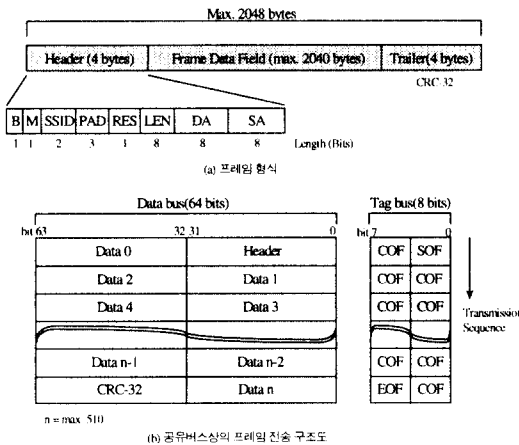 Max. 2048 bytes
Header (4 bytes) Frame Data Field (max. 2040 bytes) Trailer(4 bytes)
CRC-32
B M SSID PAD RES LEN DA SA
1 1 2 3 1 8 8 8 Length (Bits)
(a) 프레임 형식
Data bus(64 bits) Tag bus(8 bits)
bit 63 32 31 0 bit 7 0
Data 0 Header COF SOF
Data 2 Data 1 COF COF
Data 4 Data 3 COF COF
Transmission
Sequence
Data n-1 Data n-2 COF COF
CRC-32 Data n EOF COF
n = max 510
(b) 공유버스상의 프레임 전송 구조도